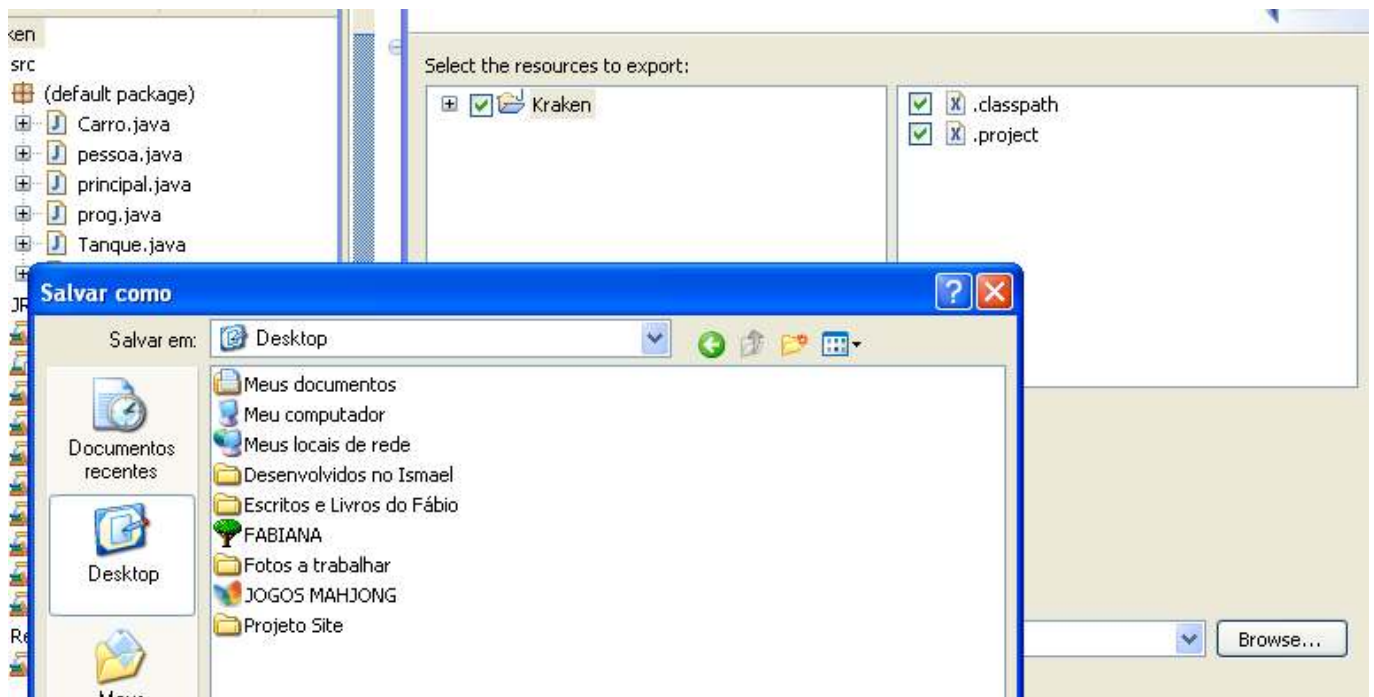 src
(default package)
Carro.java
pessoa.java
principal.java
prog.java
Tanque.java
Select the resources to export:
Kraken
.classpath
.project
Salvar como
Salvar em:
Desktop
Documentos
recentes
Desktop
Meus documentos
Meu computador
Meus locais de rede
Desenvolvidos no Ismael
Escritos e Livros do Fábio
FABIANA
Fotos a trabalhar
JOGOS MAHJONG
Projeto Site
Browse...